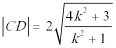 |CD| = 2√((4k² + 3)/(k² + 1))